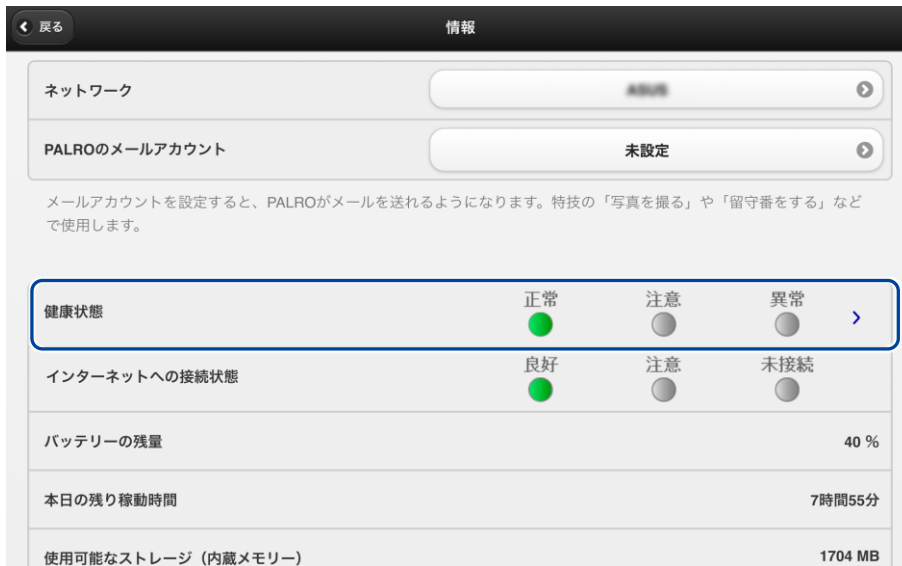 戻る
情報
ネットワーク
PALROのメールアカウント 未設定
メールアカウントを設定すると、PALROがメールを送れるようになります。特技の「写真を撮る」や「留守番をする」など
で使用します。
健康状態 正常 注意 異常
インターネットへの接続状態 良好 注意 未接続
バッテリーの残量 40 %
本日の残り稼動時間 7時間55分
使用可能なストレージ（内蔵メモリー） 1704 MB